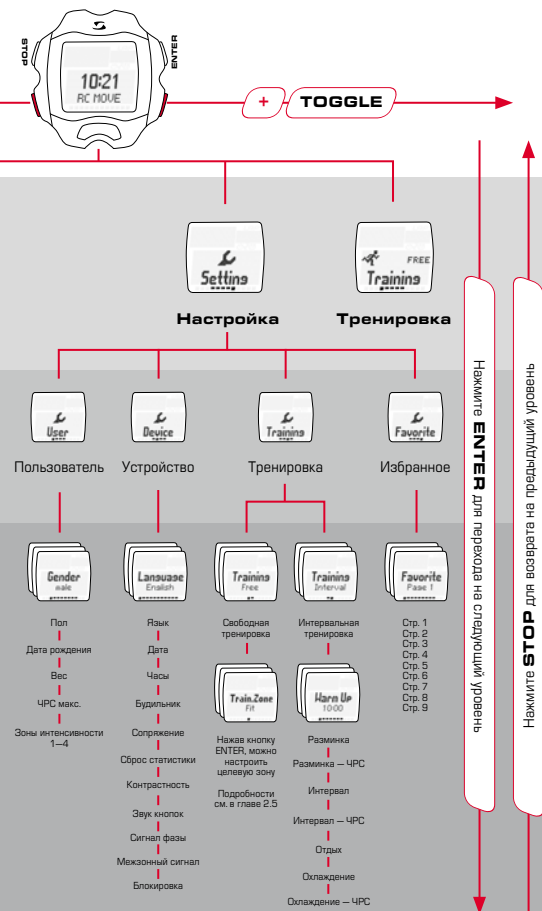 STOP
ENTER
10:21
RC MOVE
+
TOGGLE
Setting
FREE
Training
Настройка
Тренировка
User
Device
Training
Favorite
Пользователь
Устройство
Тренировка
Избранное
Gender
male
Language
English
Training
Free
Training
Interval
Favorite
Page 1
Пол
Дата рождения
Вес
ЧРС макс.
Зоны интенсивности
1—4
Язык
Дата
Часы
Будильник
Сопряжение
Сброс статистики
Контрастность
Звук кнопок
Сигнал фазы
Межзонный сигнал
Блокировка
Свободная
тренировка
Train.Zone
Fit
Нажав кнопку
ENTER, можно
настроить
целевую зону
Подробности
см. в главе 2.5
Интервальная
тренировка
Warm Up
10:00
Разминка
Разминка — ЧРС
Интервал
Интервал — ЧРС
Отдых
Охлаждение
Охлаждение — ЧРС
Стр. 1
Стр. 2
Стр. 3
Стр. 4
Стр. 5
Стр. 6
Стр. 7
Стр. 8
Стр. 9
Нажмите ENTER для перехода на следующий уровень
Нажмите STOP для возврата на предыдущий уровень